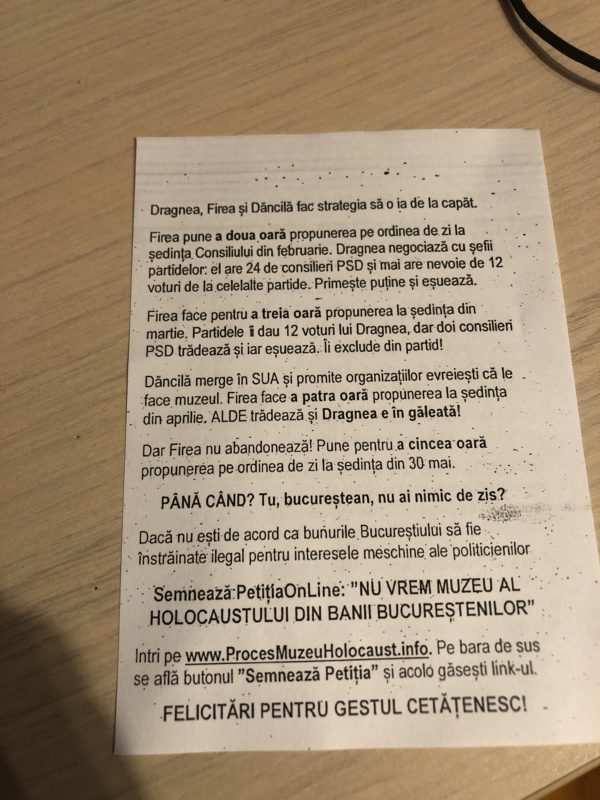 Dragnea, Firea și Dăncilă fac strategia să o ia de la capăt.
Firea pune a doua oară propunerea pe ordinea de zi la
ședința Consiliului din februarie. Dragnea negociază cu șefii
partidelor: el are 24 de consilieri PSD și mai are nevoie de 12
voturi de la celelalte partide. Primește puține și eșuează.
Firea face pentru a treia oară propunerea la ședința din
martie. Partidele îi dau 12 voturi lui Dragnea, dar doi consilieri
PSD trădează și iar eșuează. Îi exclude din partid!
Dăncilă merge în SUA și promite organizațiilor evreiești că le
face muzeul. Firea face a patra oară propunerea la ședința
din aprilie. ALDE trădează și Dragnea e în găleată!
Dar Firea nu abandonează! Pune pentru a cincea oară
propunerea pe ordinea de zi la ședința din 30 mai.
PÂNĂ CÂND? Tu, bucureștean, nu ai nimic de zis?
Dacă nu ești de acord ca bunurile Bucureștiului să fie
înstrăinate ilegal pentru interesele meschine ale politicienilor
Semnează PetițiaOnLine: ”NU VREM MUZEU AL
HOLOCAUSTULUI DIN BANII BUCUREȘTENILOR”
Intri pe www.ProcesMuzeuHolocaust.info. Pe bara de sus
se află butonul ”Semnează Petiția” și acolo găsești link-ul.
FELICITĂRI PENTRU GESTUL CETĂȚENESC!